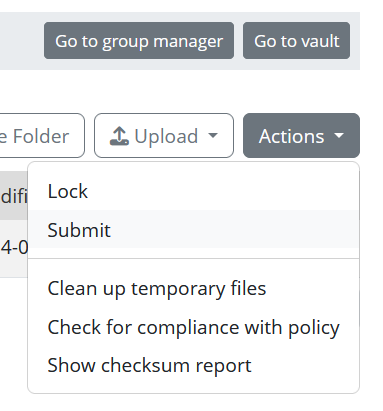 Go to group manager Go to vault
e Folder Upload Actions
difi
4-0
Lock
Submit
Clean up temporary files
Check for compliance with policy
Show checksum report